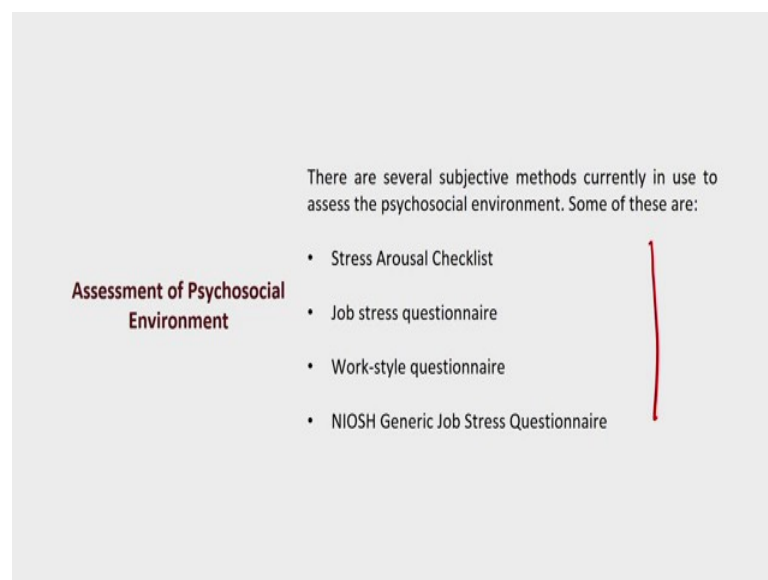 Assessment of Psychosocial
Environment
There are several subjective methods currently in use to
assess the psychosocial environment. Some of these are:
• Stress Arousal Checklist
• Job stress questionnaire
• Work-style questionnaire
• NIOSH Generic Job Stress Questionnaire